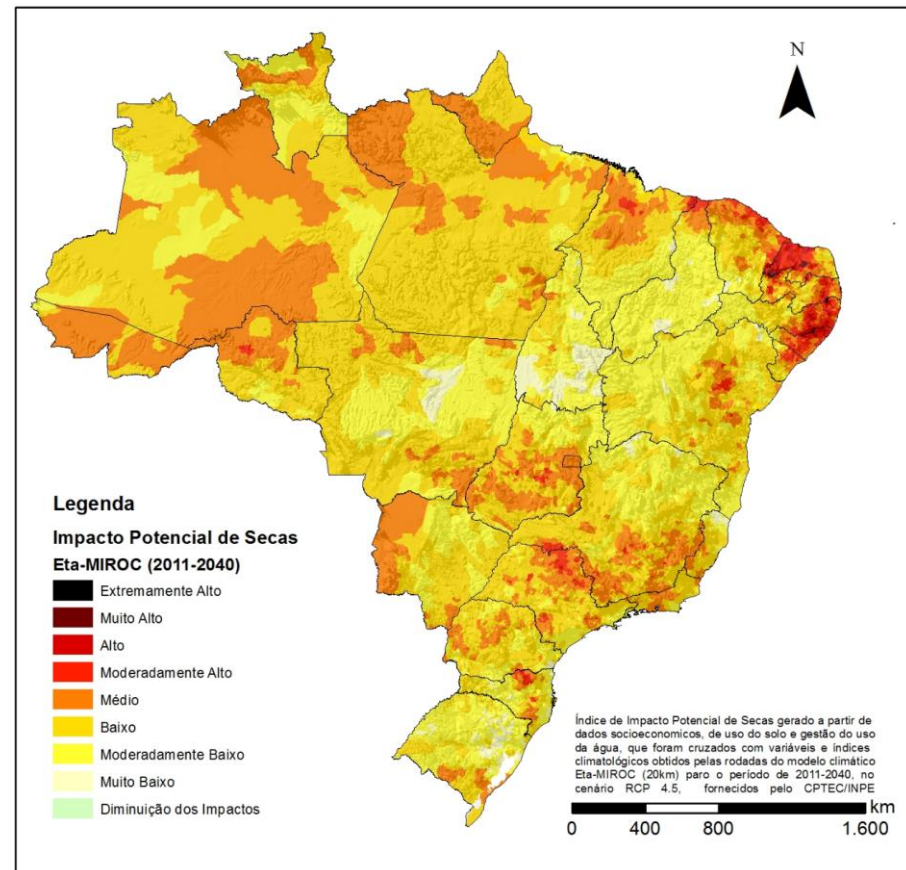 N
Legenda
Impacto Potencial de Secas
Eta-MIROC (2011-2040)
Extremamente Alto
Muito Alto
Alto
Moderadamente Alto
Médio
Baixo
Moderadamente Baixo
Muito Baixo
Diminuição dos Impactos
Índice de Impacto Potencial de Secas gerado a partir de
dados socioeconomicos, de uso do solo e gestão do uso
da água, que foram cruzados com variáveis e índices
climatológicos obtidos pelas rodadas do modelo climático
Eta-MIROC (20km) paro o período de 2011-2040, no
cenário RCP 4.5, fornecidos pelo CPTEC/INPE
km
0 400 800 1.600